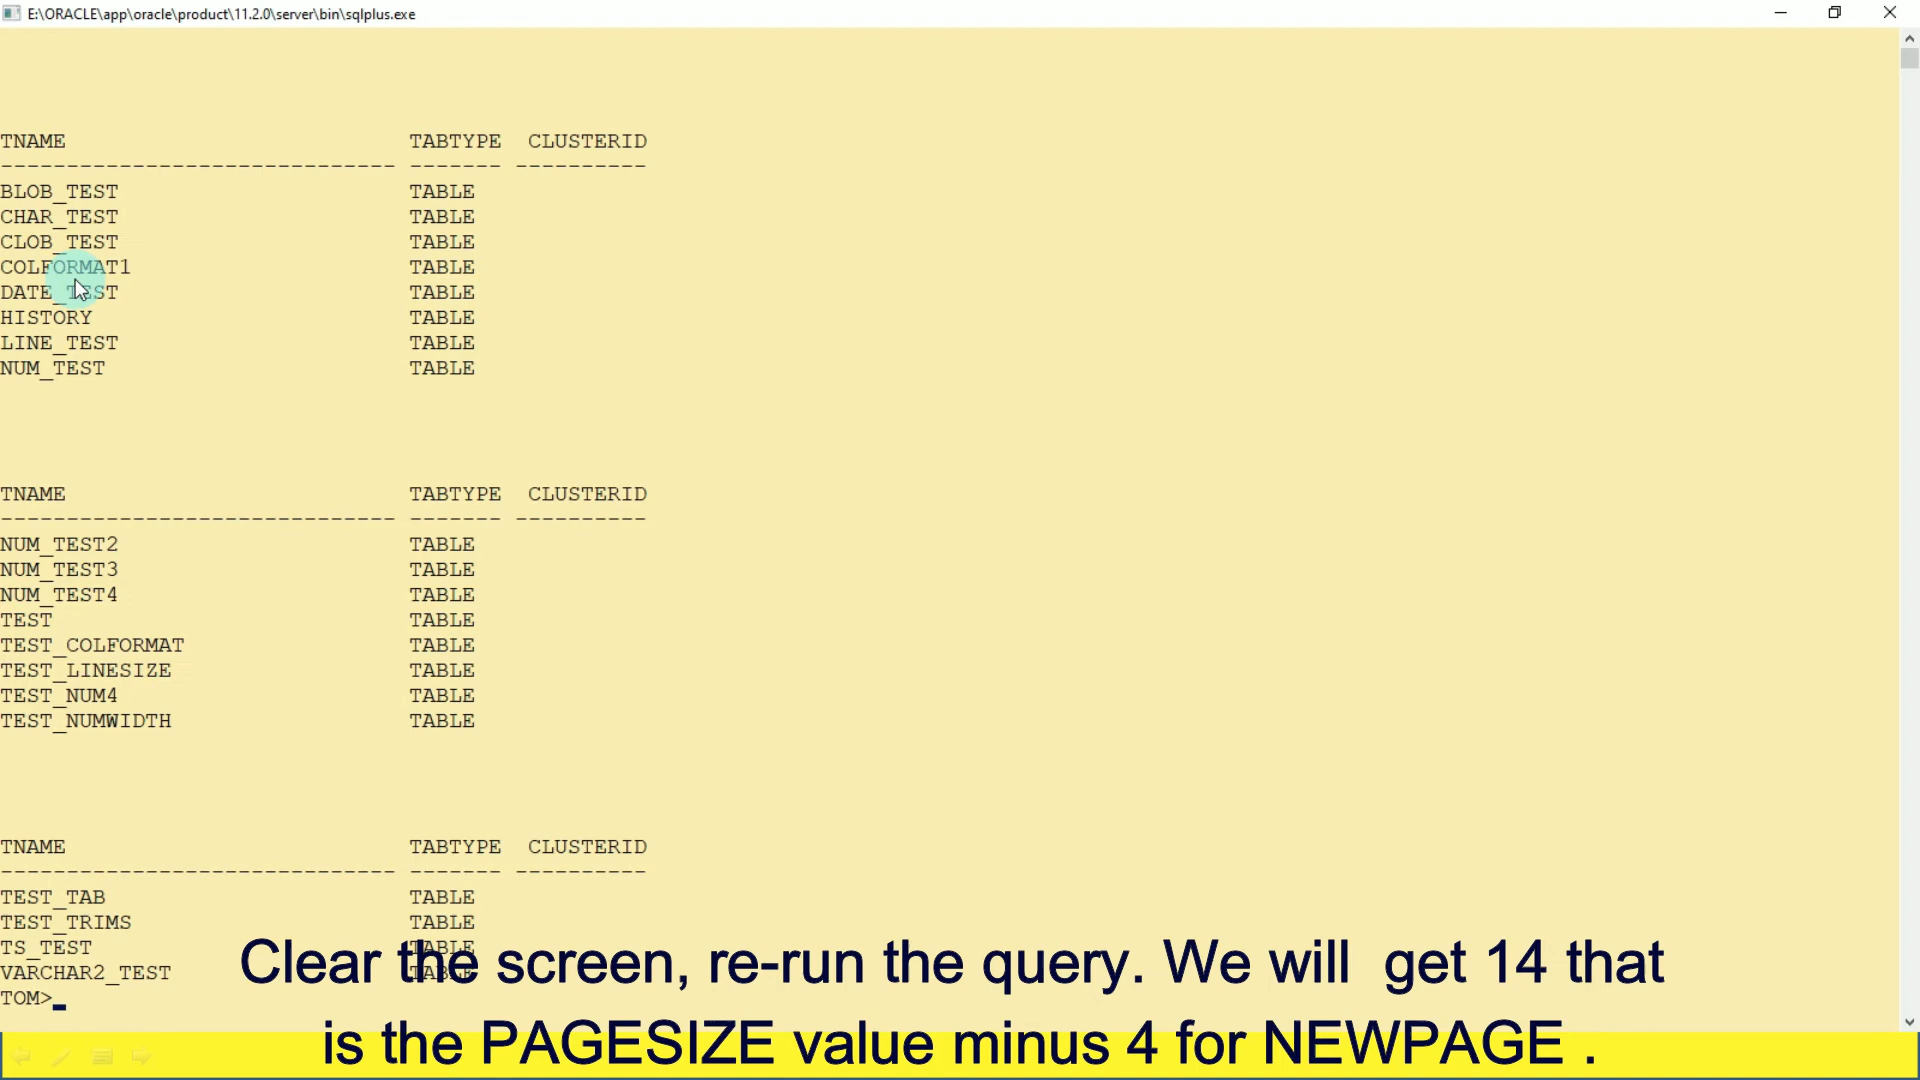 E:\ORACLE\app\oracle\product\11.2.0\server\bin\sqlplus.exe
TNAME                          TABTYPE  CLUSTERID
------------------------------ ------- ----------
BLOB_TEST                      TABLE
CHAR_TEST                      TABLE
CLOB_TEST                      TABLE
COLFORMAT1                     TABLE
DATE_TEST                      TABLE
HISTORY                        TABLE
LINE_TEST                      TABLE
NUM_TEST                       TABLE
TNAME                          TABTYPE  CLUSTERID
------------------------------ ------- ----------
NUM_TEST2                      TABLE
NUM_TEST3                      TABLE
NUM_TEST4                      TABLE
TEST                           TABLE
TEST_COLFORMAT                 TABLE
TEST_LINESIZE                  TABLE
TEST_NUM4                      TABLE
TEST_NUMWIDTH                  TABLE
TNAME                          TABTYPE  CLUSTERID
------------------------------ ------- ----------
TEST_TAB                       TABLE
TEST_TRIMS                     TABLE
TS_TEST                        TABLE
VARCHAR2_TEST                  TABLE
TOM>_
Clear the screen, re-run the query. We will  get 14 that
is the PAGESIZE value minus 4 for NEWPAGE .